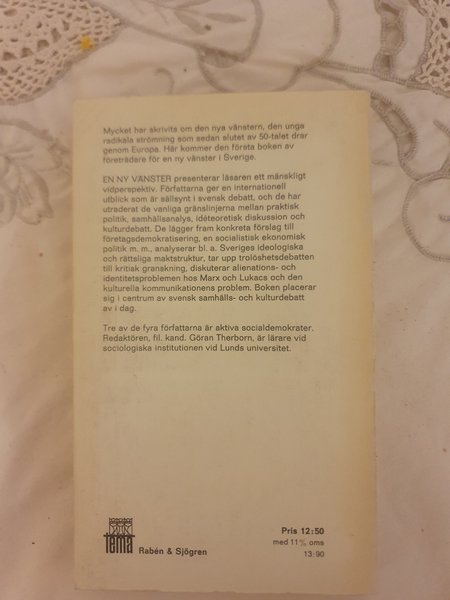 Mycket har skrivits om den nya vänstern, den unga
radikala strömning som sedan slutet av 50-talet drar
genom Europa. Här kommer den första boken av
företrädare för en ny vänster i Sverige.
EN NY VÄNSTER presenterar läsaren ett mänskligt
vidperspektiv. Författarna ger en internationell
utblick som är sällsynt i svensk debatt, och de har
utraderat de vanliga gränslinjerna mellan praktisk
politik, samhällsanalys, idéteoretisk diskussion och
kulturdebatt. De lägger fram konkreta förslag till
företagsdemokratisering, en socialistisk ekonomisk
politik m. m., analyserar bl. a. Sveriges ideologiska
och rättsliga maktstruktur, tar upp trolöshetsdebatten
till kritisk granskning, diskuterar alienations- och
identitetsproblemen hos Marx och Lukacs och den
kulturella kommunikationens problem. Boken placerar
sig i centrum av svensk samhälls- och kulturdebatt
av i dag.
Tre av de fyra författarna är aktiva socialdemokrater.
Redaktören, fil. kand. Göran Therborn, är lärare vid
sociologiska institutionen vid Lunds universitet.
tema Rabén & Sjögren
Pris 12:50
med 11% oms
13:90